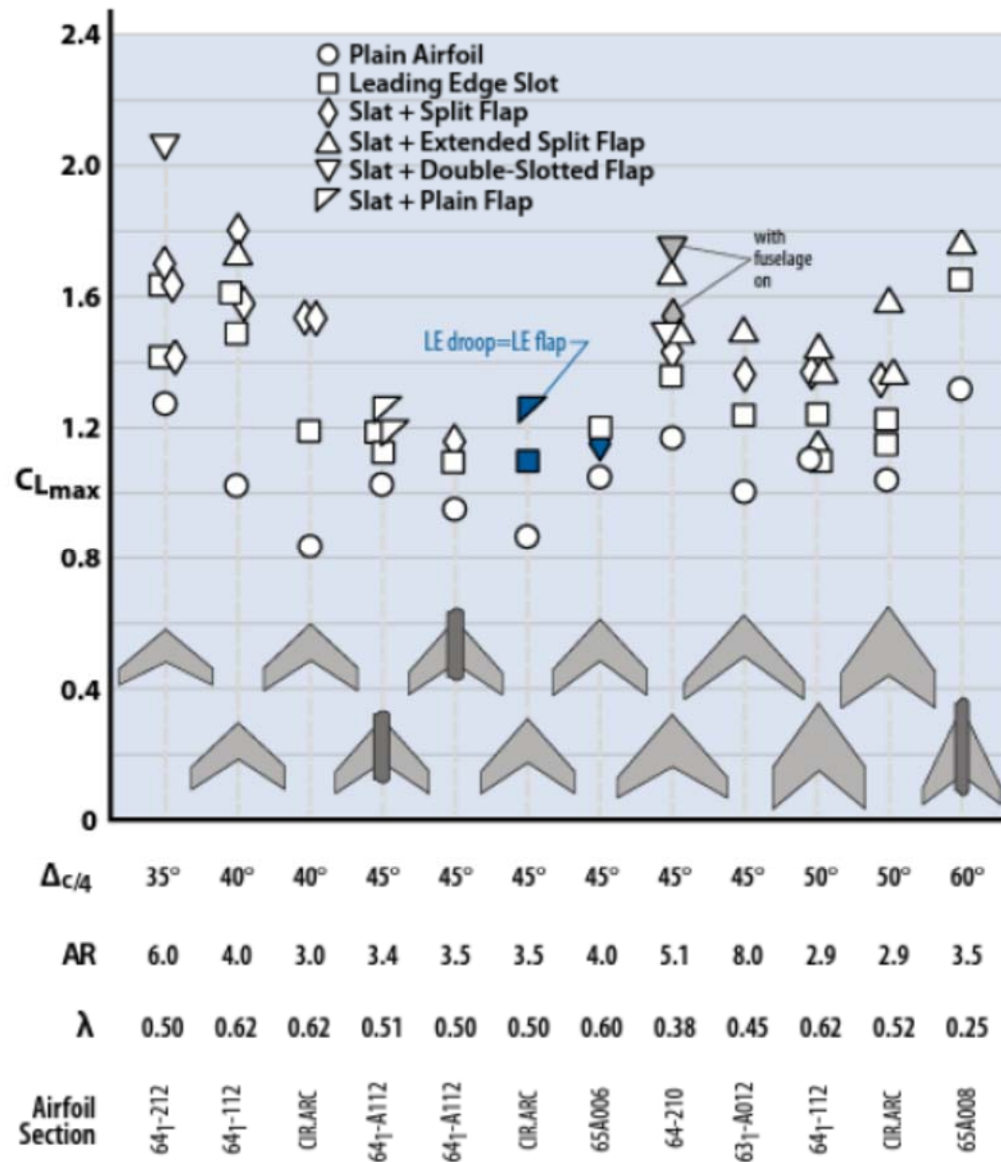 2.4
○ Plain Airfoil
□ Leading Edge Slot
◇ Slat + Split Flap
△ Slat + Extended Split Flap
2.0
▽ Slat + Double-Slotted Flap
Slat + Plain Flap
with
fuselage
on
1.6
LE droop=LE flap
1.2
CLmax
0.8
0.4
0
Δc/4 35° 40° 40° 45° 45° 45° 45° 45° 45° 50° 50° 60°
AR 6.0 4.0 3.0 3.4 3.5 3.5 4.0 5.1 8.0 2.9 2.9 3.5
λ 0.50 0.62 0.62 0.51 0.50 0.50 0.60 0.38 0.45 0.62 0.52 0.25
Airfoil
Section
64₁-212
64₁-112
CIR.ARC
64₁-A112
64₁-A112
CIR.ARC
65A006
64-210
63₁-A012
64₁-112
CIR.ARC
65A008